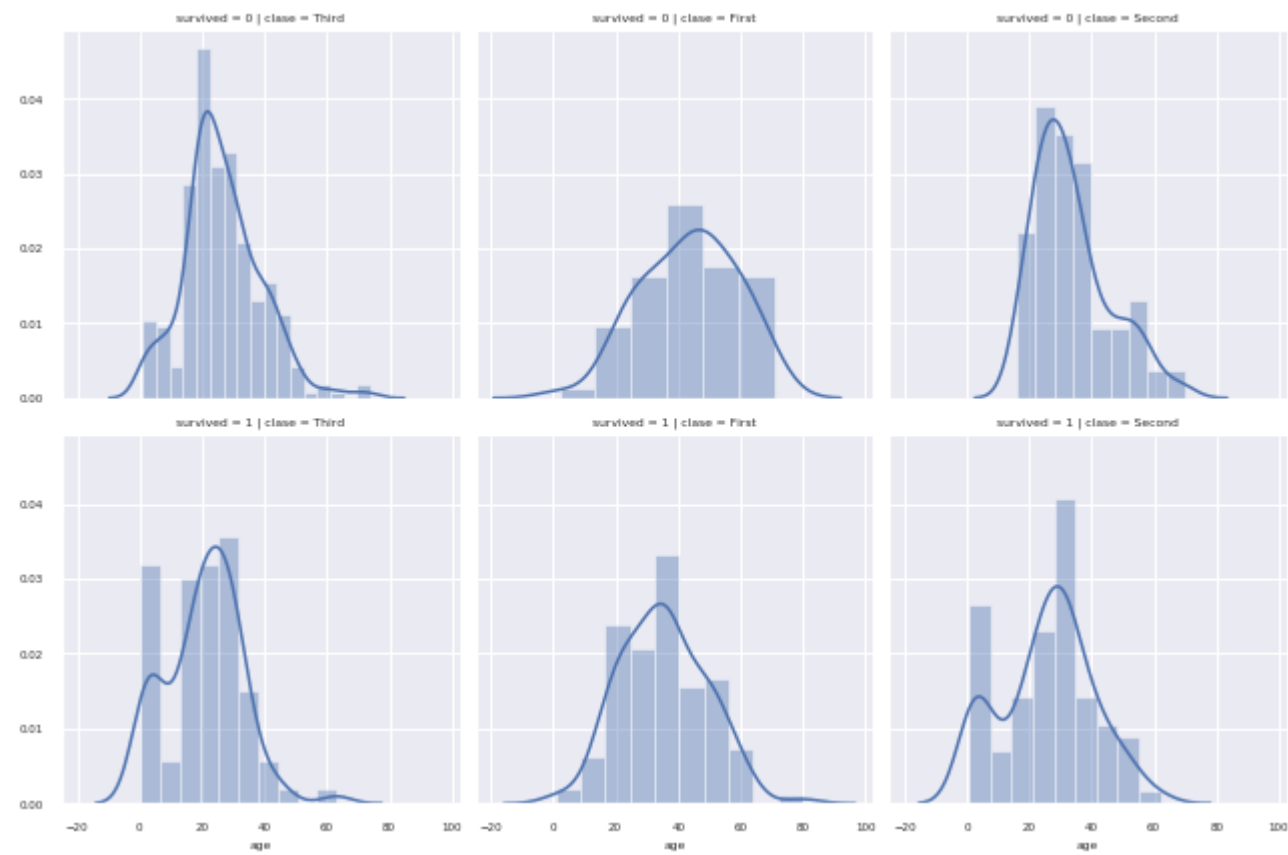 survived = 0 | clase = Third
survived = 0 | clase = First
survived = 0 | clase = Second
0.04
0.03
0.02
0.01
0.00
survived = 1 | clase = Third
survived = 1 | clase = First
survived = 1 | clase = Second
0.04
0.03
0.02
0.01
0.00
−20 0 20 40 60 80 100
−20 0 20 40 60 80 100
−20 0 20 40 60 80 100
age
age
age